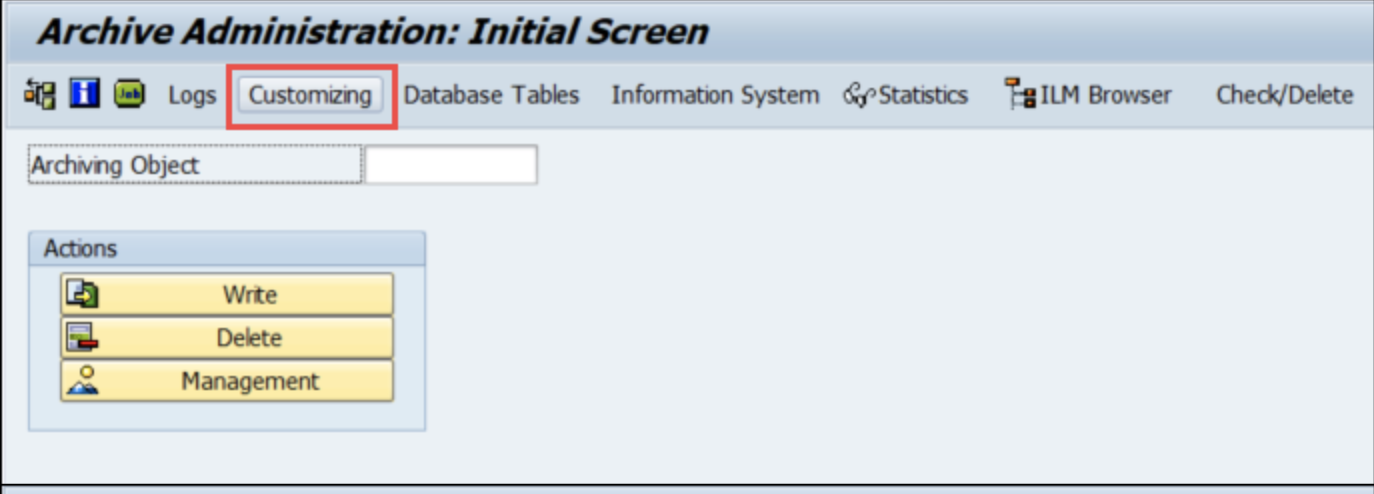 Archive Administration: Initial Screen
Job Logs Customizing Database Tables Information System Statistics ILM Browser Check/Delete
Archiving Object
Actions
Write
Delete
Management